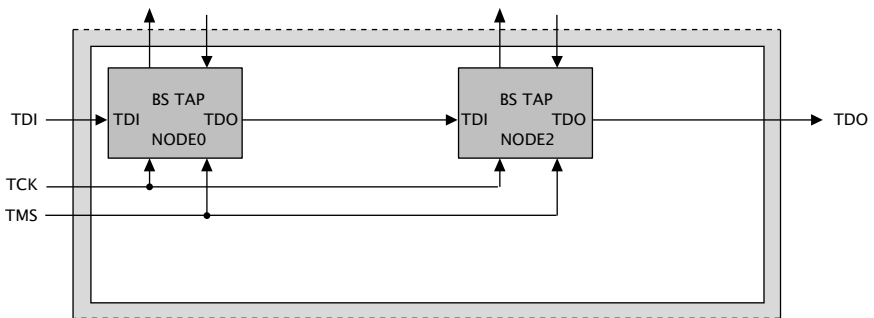 BS TAP
TDI TDO
NODE0
BS TAP
TDI TDO
NODE2
TDI
TDO
TCK
TMS